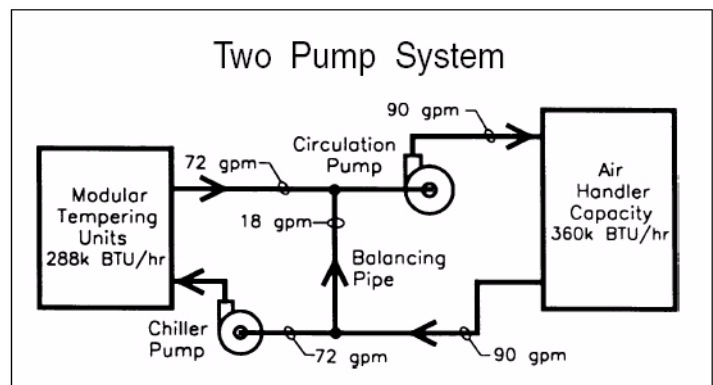 Two Pump System
90 gpm
Circulation
Pump
72 gpm
Modular
Tempering
Units
288k BTU/hr
18 gpm
Air
Handler
Capacity
360k BTU/hr
Balancing
Pipe
Chiller
Pump
72 gpm
90 gpm